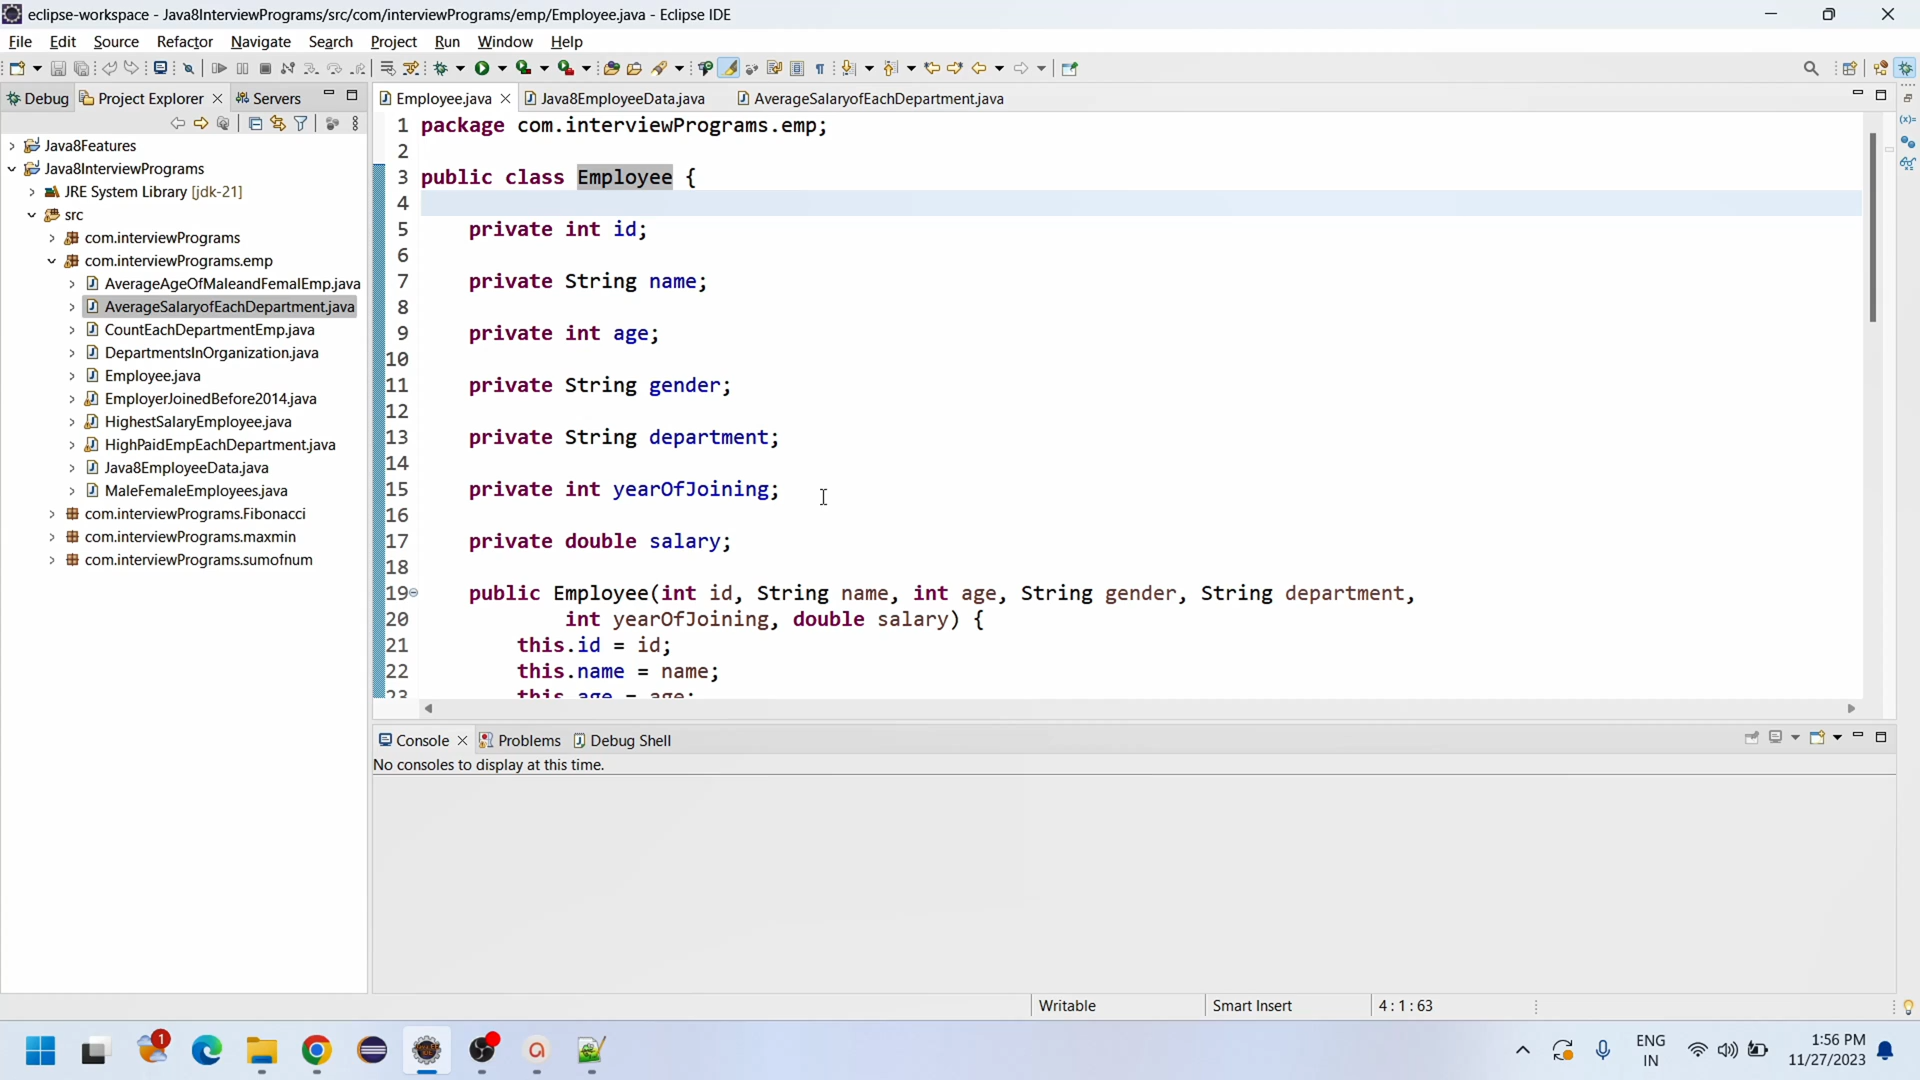 eclipse-workspace - Java8InterviewPrograms/src/com/interviewPrograms/emp/Employee.java - Eclipse IDE
File Edit Source Refactor Navigate Search Project Run Window Help
Debug Project Explorer Servers
Employee.java Java8EmployeeData.java AverageSalaryofEachDepartment.java
Java8Features
Java8InterviewPrograms
JRE System Library [jdk-21]
src
com.interviewPrograms
com.interviewPrograms.emp
AverageAgeOfMaleandFemalEmp.java
AverageSalaryofEachDepartment.java
CountEachDepartmentEmp.java
DepartmentsInOrganization.java
Employee.java
EmployerJoinedBefore2014.java
HighestSalaryEmployee.java
HighPaidEmpEachDepartment.java
Java8EmployeeData.java
MaleFemaleEmployees.java
com.interviewPrograms.Fibonacci
com.interviewPrograms.maxmin
com.interviewPrograms.sumofnum
1 package com.interviewPrograms.emp;
2
3 public class Employee {
4
5 private int id;
6
7 private String name;
8
9 private int age;
10
11 private String gender;
12
13 private String department;
14
15 private int yearOfJoining;
16
17 private double salary;
18
19 public Employee(int id, String name, int age, String gender, String department,
20 int yearOfJoining, double salary) {
21 this.id = id;
22 this.name = name;
23 this.age = age;
(x)=
Console Problems Debug Shell
No consoles to display at this time.
Writable Smart Insert 4 : 1 : 63
1
ENG
IN
1:56 PM
11/27/2023